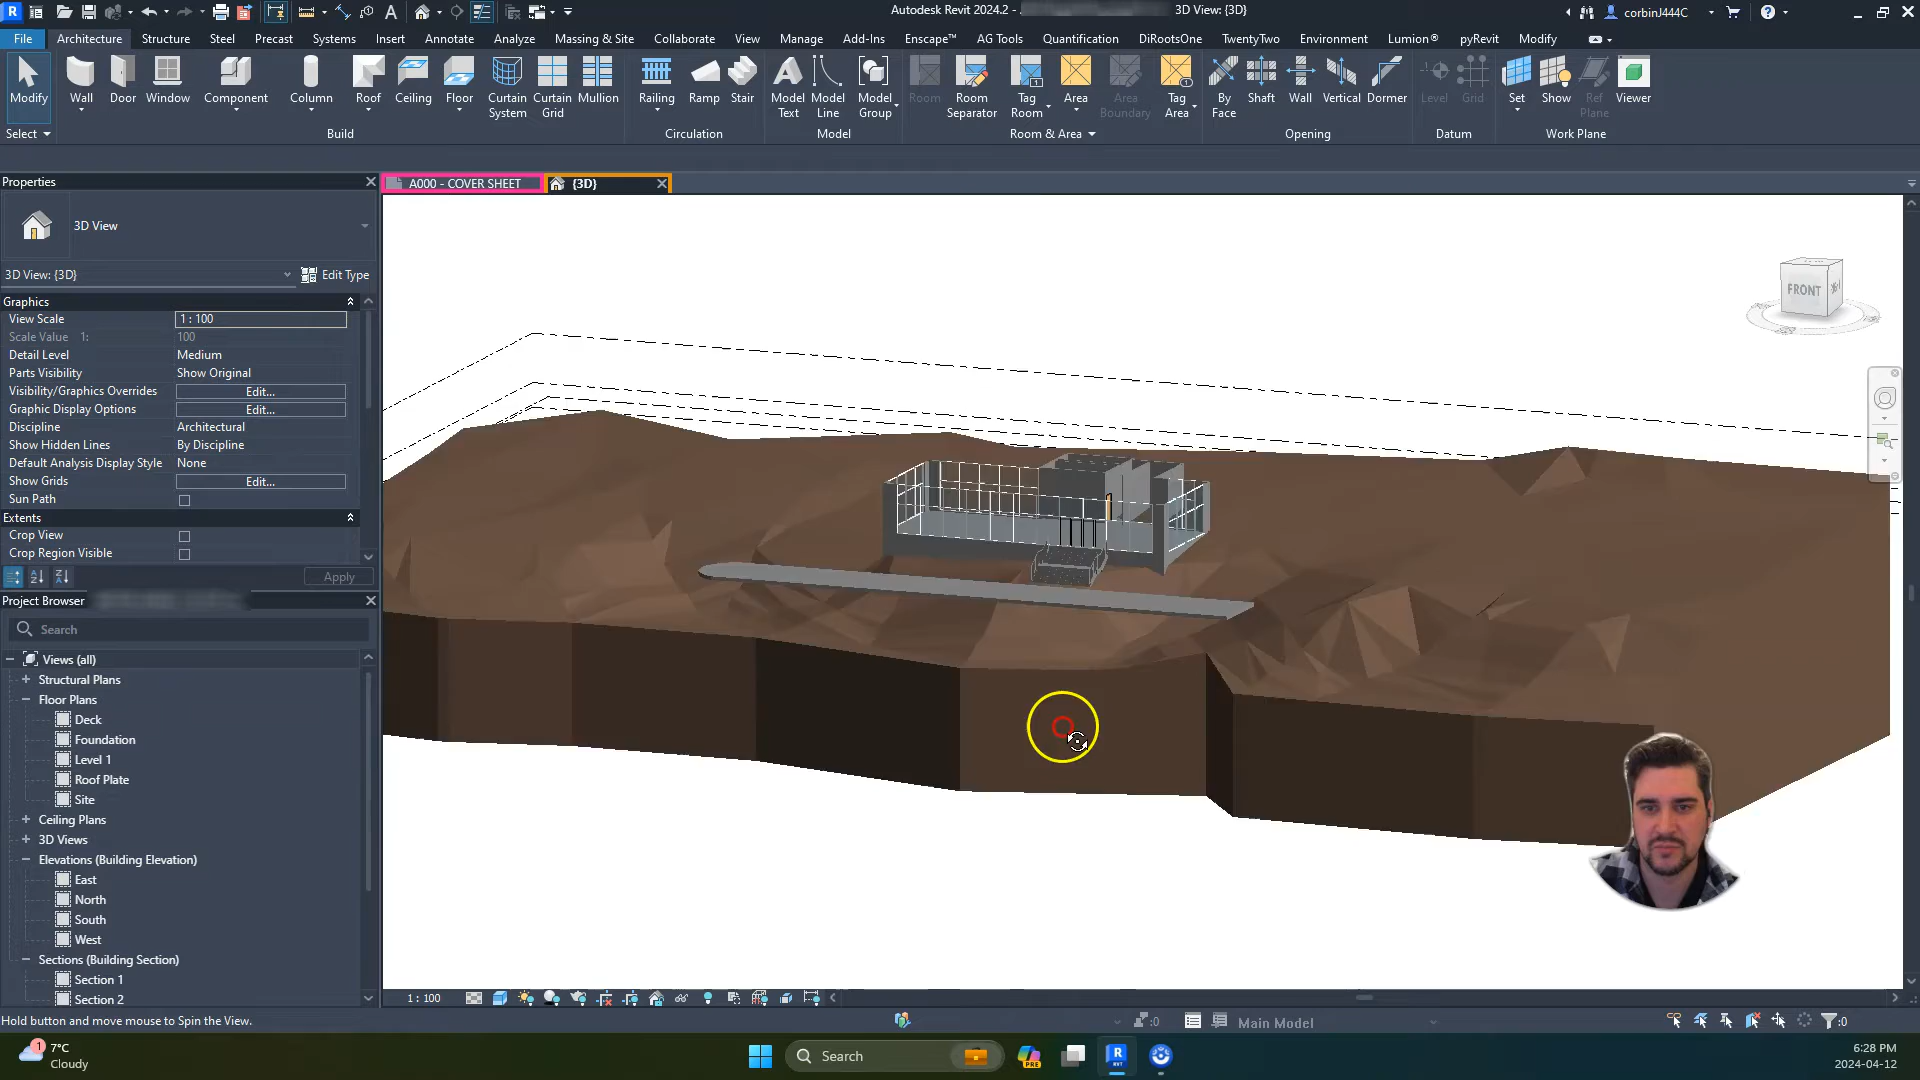 Autodesk Revit 2024.2 -
3D View: {3D}
corbinJ444C
File Architecture Structure Steel Precast Systems Insert Annotate Analyze Massing & Site Collaborate View Manage Add-Ins Enscape™ AG Tools Quantification DiRootsOne TwentyTwo Environment Lumion® pyRevit Modify
Modify Wall Door Window Component Column Roof Ceiling Floor Curtain System Curtain Grid Mullion Railing Ramp Stair Model Text Model Line Model Group Room Room Separator Tag Room Area Area Boundary Tag Area By Face Shaft Wall Vertical Dormer Level Grid Set Show Ref Plane Viewer
Select Build Circulation Model Room & Area Opening Datum Work Plane
Properties
A000 - COVER SHEET {3D}
3D View
3D View: {3D} Edit Type
Graphics
View Scale 1 : 100
Scale Value 1: 100
Detail Level Medium
Parts Visibility Show Original
Visibility/Graphics Overrides Edit...
Graphic Display Options Edit...
Discipline Architectural
Show Hidden Lines By Discipline
Default Analysis Display Style None
Show Grids Edit...
Sun Path
Extents
Crop View
Crop Region Visible
Apply
Project Browser
Search
Views (all)
Structural Plans
Floor Plans
Deck
Foundation
Level 1
Roof Plate
Site
Ceiling Plans
3D Views
Elevations (Building Elevation)
East
North
South
West
Sections (Building Section)
Section 1
Section 2
FRONT
1 : 100
Hold button and move mouse to Spin the View.
:0
Main Model
:0
1
7°C
Cloudy
Search
PRE
R
RVT
6:28 PM
2024-04-12